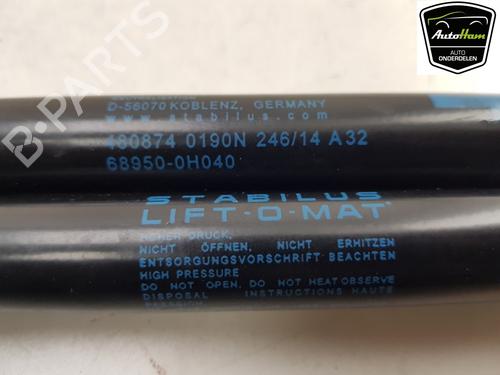 AutoHam
AUTO
ONDERDELEN
D-56070 KOBLENZ, GERMANY
www.stabilus.com
480874 0190N 246/14 A32
68950-0H040
STABILUS
LIFT-O-MAT
DRUCK,
NICHT ÖFFNEN, NICHT ERHITZEN
ENTSORGUNGSVORSCHRIFT BEACHTEN
HIGH PRESSURE
DO NOT OPEN, DO NOT HEAT OBSERVE
DISPOSAL INSTRUCTIONS HAUTE